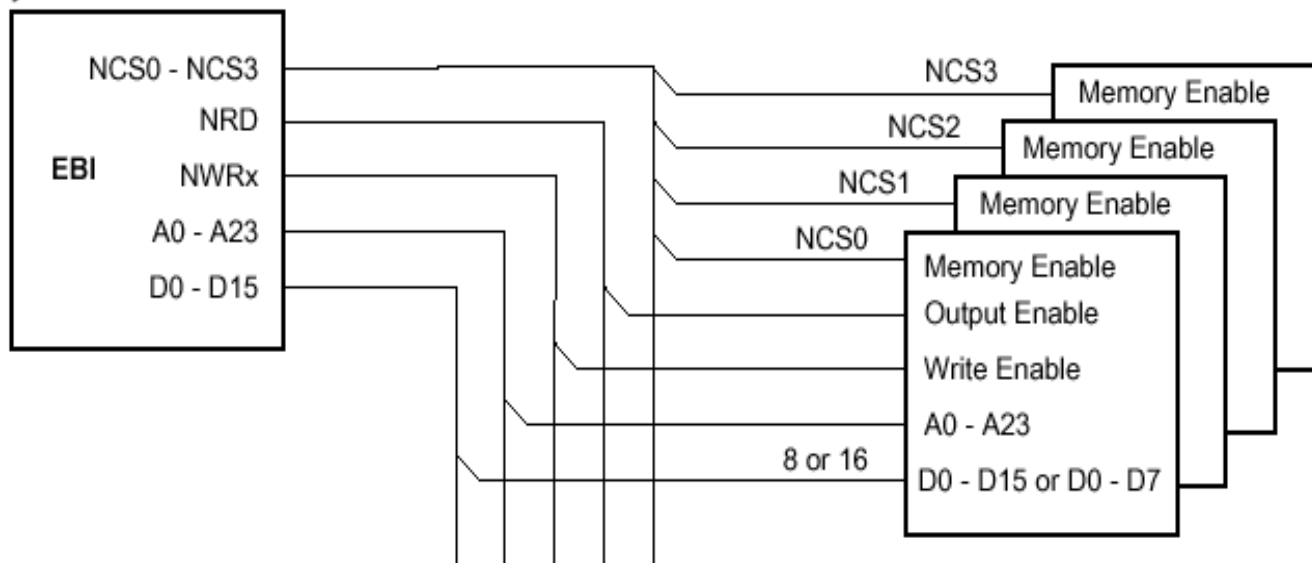 NCS0 - NCS3
NRD
EBI
NWRx
A0 - A23
D0 - D15
NCS3
Memory Enable
NCS2
Memory Enable
NCS1
Memory Enable
NCS0
Memory Enable
Output Enable
Write Enable
A0 - A23
8 or 16
D0 - D15 or D0 - D7